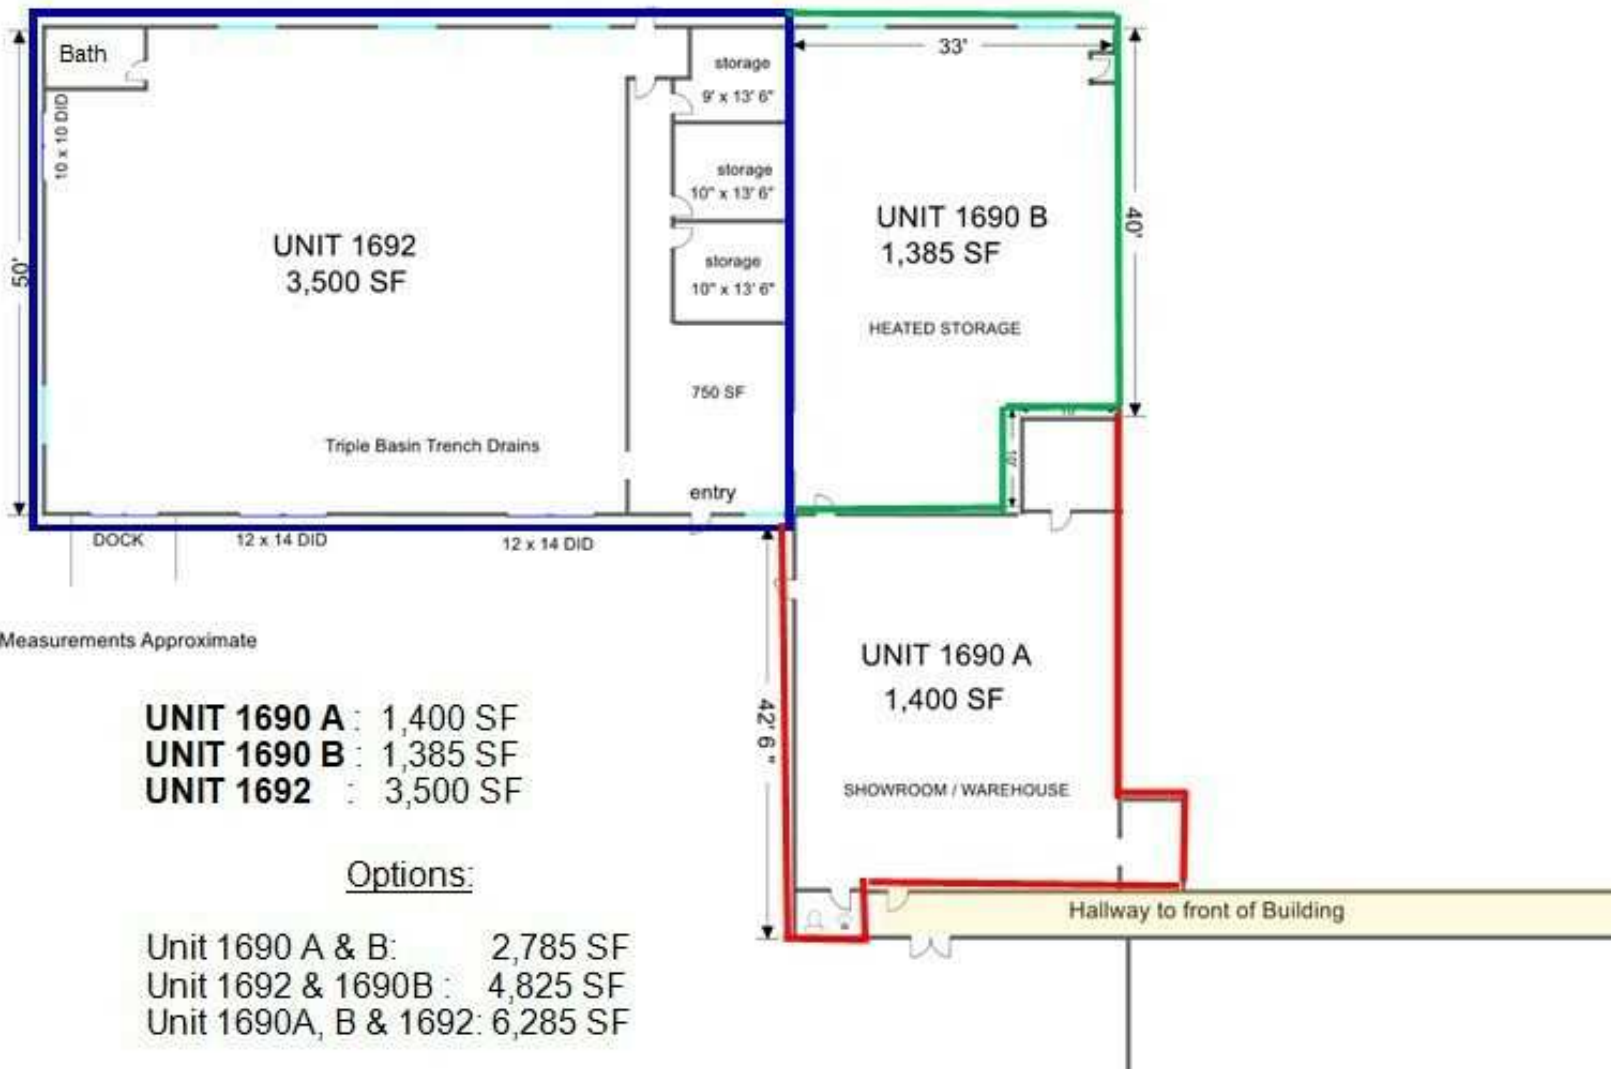 Bath
10 x 10 DID
50'
UNIT 1692
3,500 SF
Triple Basin Trench Drains
storage
9' x 13' 6"
storage
10" x 13' 6"
storage
10" x 13' 6"
750 SF
entry
DOCK
12 x 14 DID
12 x 14 DID
33'
UNIT 1690 B
1,385 SF
HEATED STORAGE
40'
10'
42' 6 "
UNIT 1690 A
1,400 SF
SHOWROOM / WAREHOUSE
Hallway to front of Building
Measurements Approximate
UNIT 1690 A : 1,400 SF
UNIT 1690 B : 1,385 SF
UNIT 1692 : 3,500 SF
Options:
Unit 1690 A & B: 2,785 SF
Unit 1692 & 1690B : 4,825 SF
Unit 1690A, B & 1692: 6,285 SF